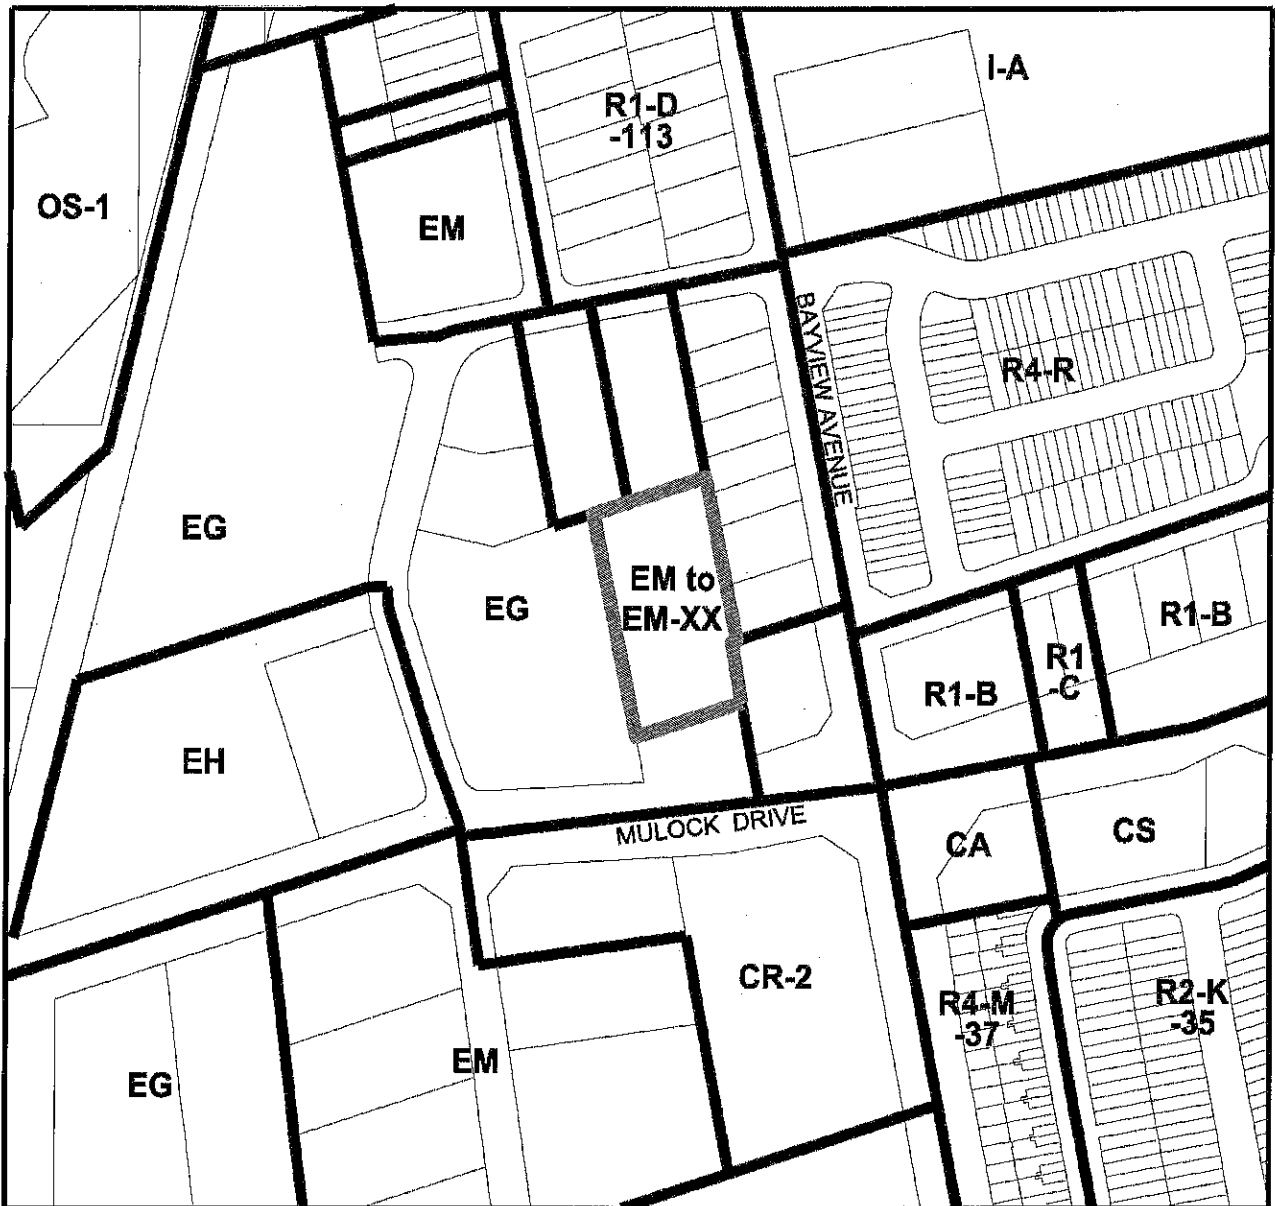 I-A
R1-D
-113
OS-1
EM
BAYVIEW AVENUE
R4-R
EG
EM to
EM-XX
EG
R1-B
R1
-C
R1-B
EH
MULOCK DRIVE
CA
CS
CR-2
R4-M
-37
R2-K
-35
EM
EG